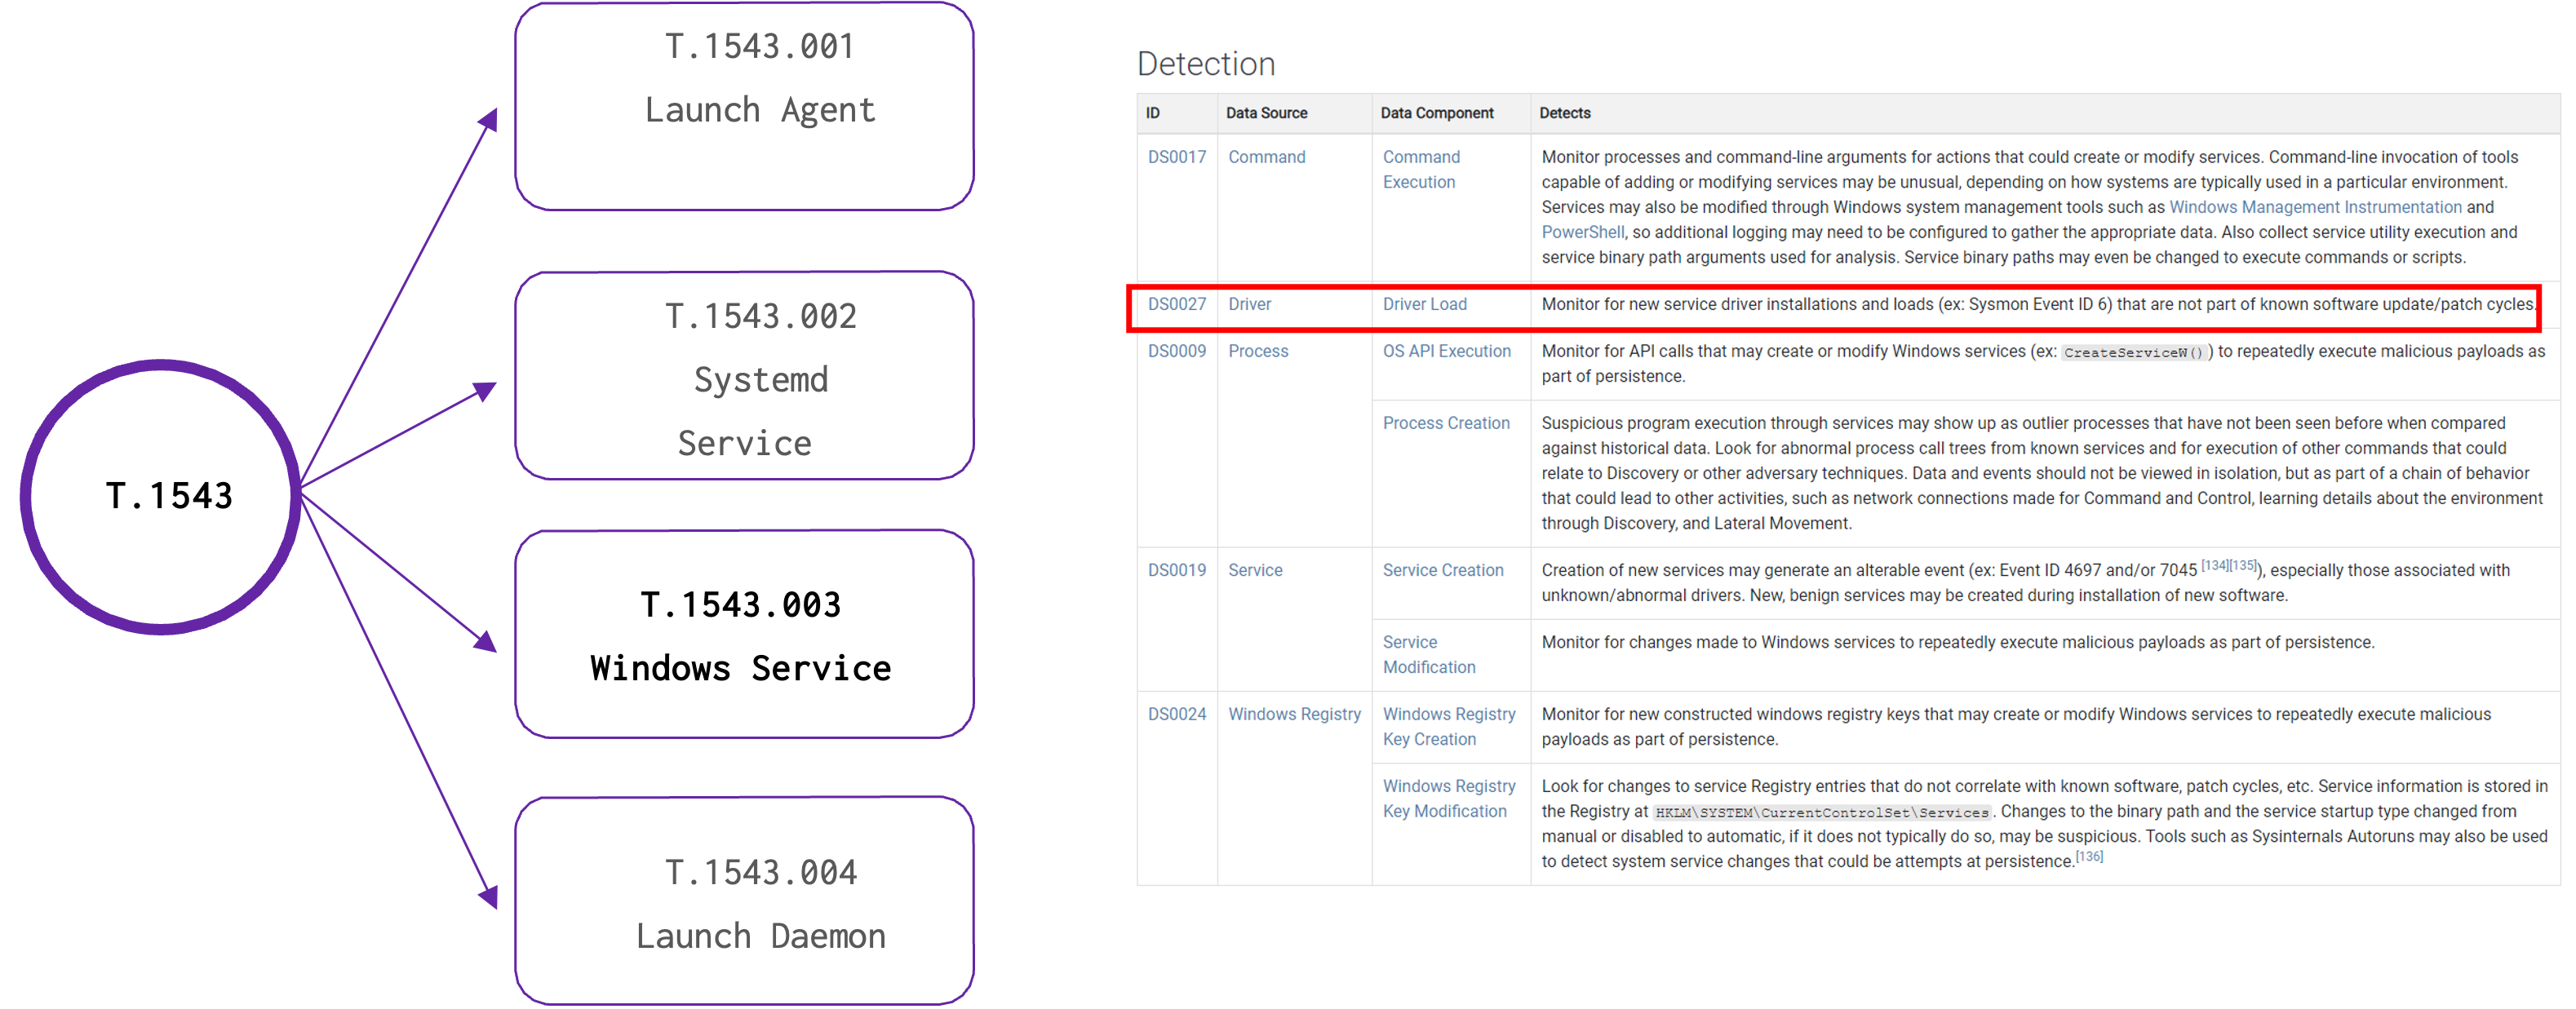 T.1543
T.1543.001
Launch Agent
T.1543.002
Systemd
Service
T.1543.003
Windows Service
T.1543.004
Launch Daemon
Detection
ID Data Source Data Component Detects
DS0017 Command Command Execution Monitor processes and command-line arguments for actions that could create or modify services. Command-line invocation of tools
capable of adding or modifying services may be unusual, depending on how systems are typically used in a particular environment.
Services may also be modified through Windows system management tools such as Windows Management Instrumentation and
PowerShell, so additional logging may need to be configured to gather the appropriate data. Also collect service utility execution and
service binary path arguments used for analysis. Service binary paths may even be changed to execute commands or scripts.
DS0027 Driver Driver Load Monitor for new service driver installations and loads (ex: Sysmon Event ID 6) that are not part of known software update/patch cycles.
DS0009 Process OS API Execution Monitor for API calls that may create or modify Windows services (ex: CreateServiceW() ) to repeatedly execute malicious payloads as
part of persistence.
Process Creation Suspicious program execution through services may show up as outlier processes that have not been seen before when compared
against historical data. Look for abnormal process call trees from known services and for execution of other commands that could
relate to Discovery or other adversary techniques. Data and events should not be viewed in isolation, but as part of a chain of behavior
that could lead to other activities, such as network connections made for Command and Control, learning details about the environment
through Discovery, and Lateral Movement.
DS0019 Service Service Creation Creation of new services may generate an alterable event (ex: Event ID 4697 and/or 7045 [134][135]), especially those associated with
unknown/abnormal drivers. New, benign services may be created during installation of new software.
Service Modification Monitor for changes made to Windows services to repeatedly execute malicious payloads as part of persistence.
DS0024 Windows Registry Windows Registry Key Creation Monitor for new constructed windows registry keys that may create or modify Windows services to repeatedly execute malicious
payloads as part of persistence.
Windows Registry Key Modification Look for changes to service Registry entries that do not correlate with known software, patch cycles, etc. Service information is stored in
the Registry at HKLM\SYSTEM\CurrentControlSet\Services. Changes to the binary path and the service startup type changed from
manual or disabled to automatic, if it does not typically do so, may be suspicious. Tools such as Sysinternals Autoruns may also be used
to detect system service changes that could be attempts at persistence.[136]